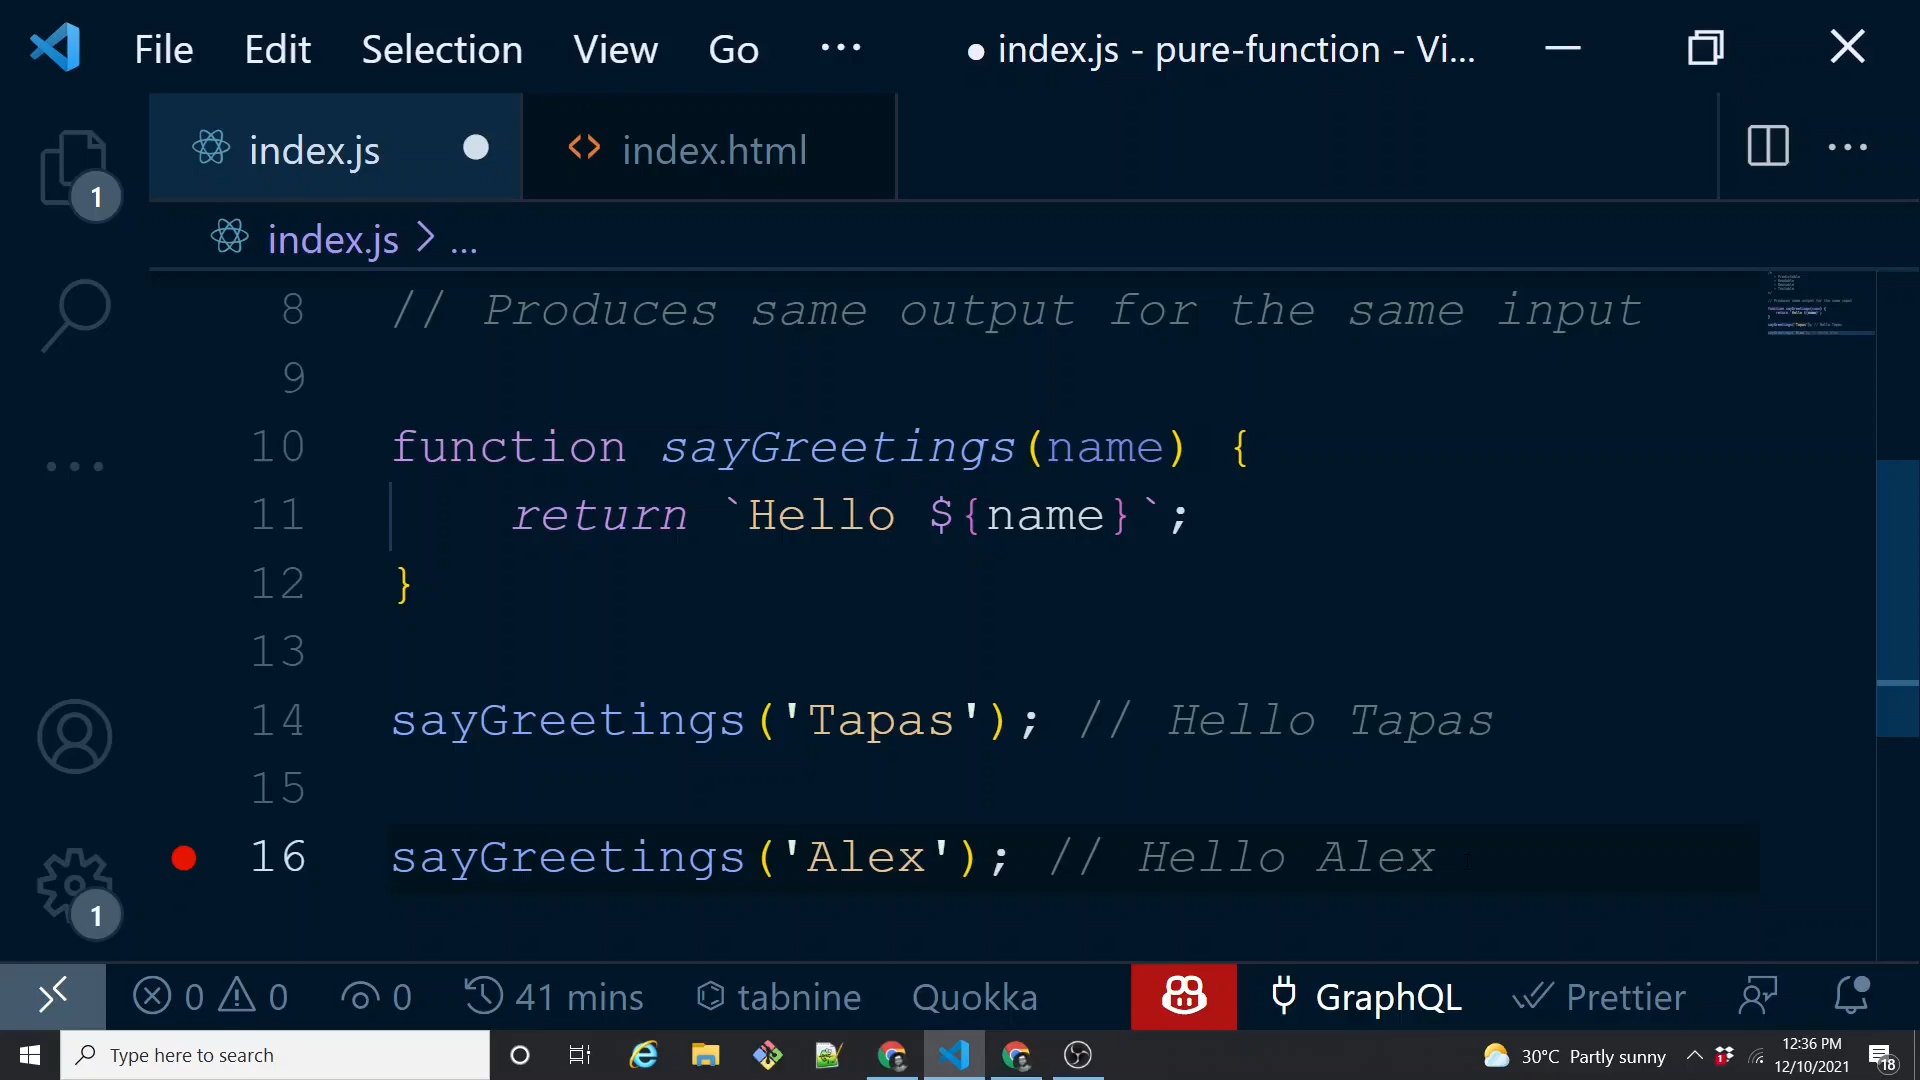 File Edit Selection View Go ··· ● index.js - pure-function - Vi...
index.js index.html
1
index.js > ...
8 // Produces same output for the same input
9
10 function sayGreetings(name) {
11 return `Hello ${name}`;
12 }
13
14 sayGreetings('Tapas'); // Hello Tapas
15
16 sayGreetings('Alex'); // Hello Alex
1
0 0 0 41 mins tabnine Quokka GraphQL Prettier
Type here to search 30°C Partly sunny 12:36 PM
12/10/2021 18